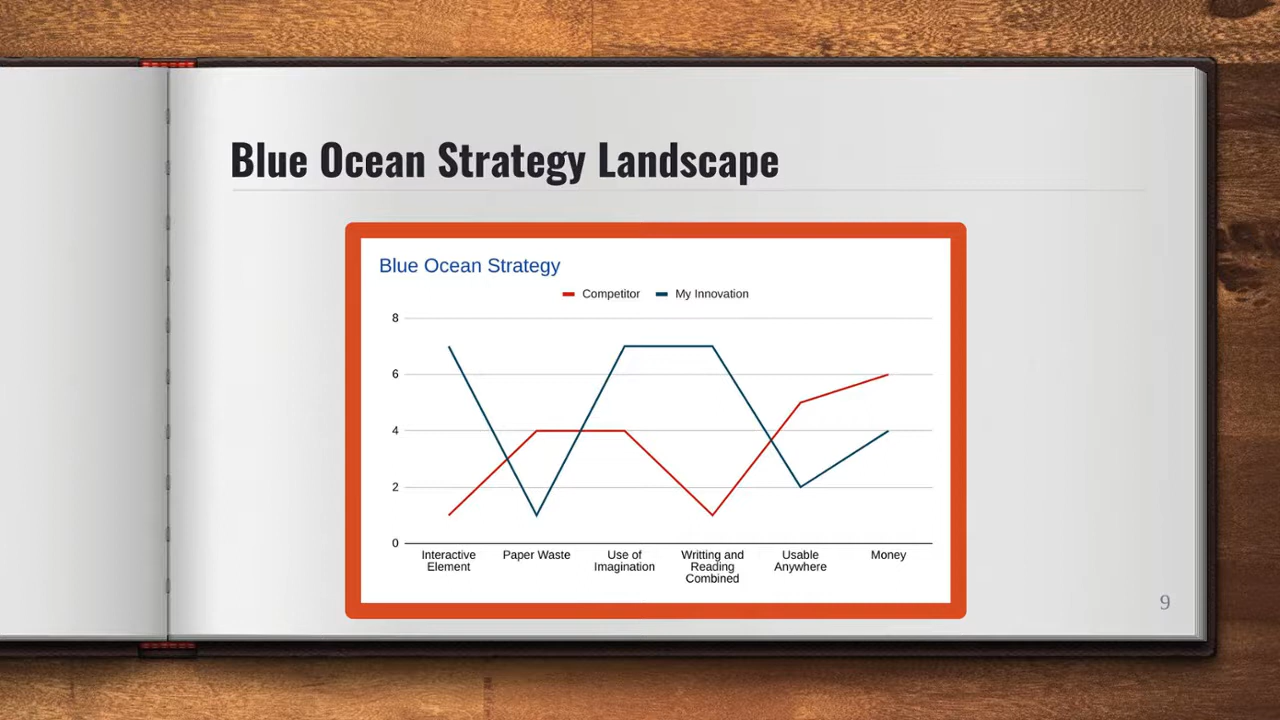 Blue Ocean Strategy Landscape
Blue Ocean Strategy
Competitor My Innovation
8
6
4
2
0
Interactive Element
Paper Waste
Use of Imagination
Writting and Reading Combined
Usable Anywhere
Money
9